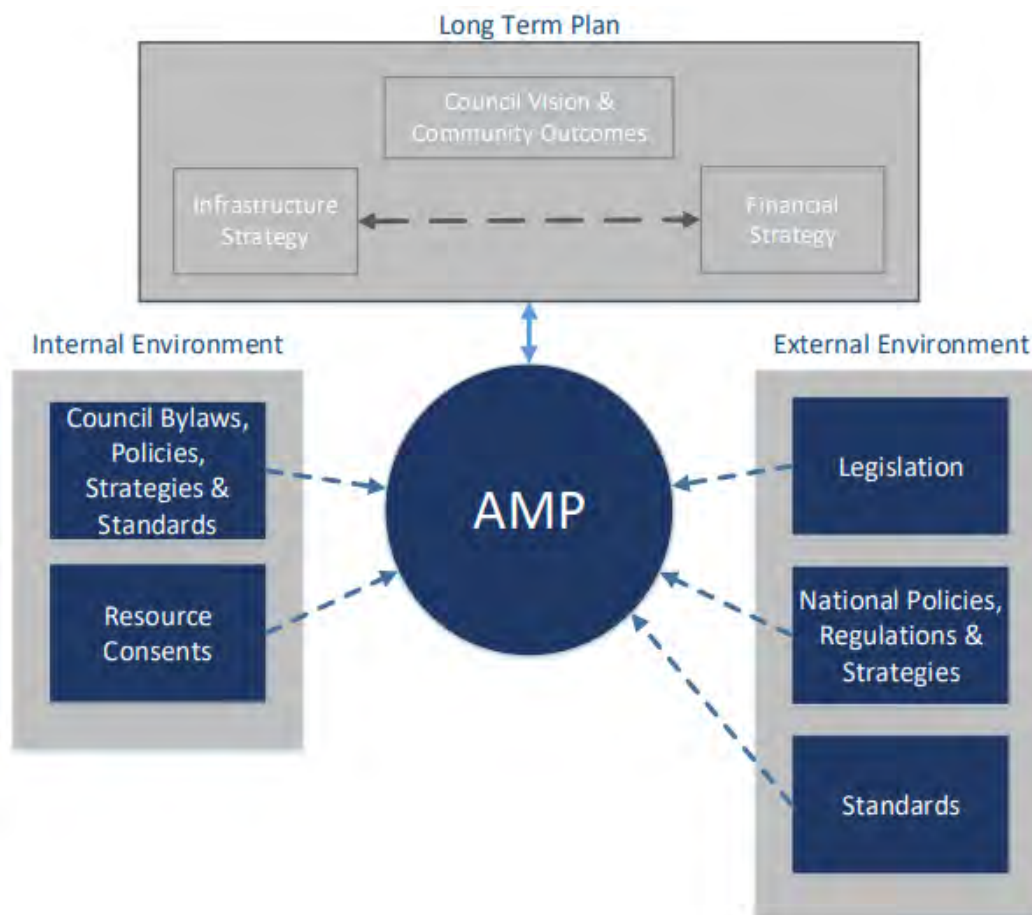 Long Term Plan
Council Vision &
Community Outcomes
Infrastructure
Strategy
Financial
Strategy
Internal Environment
External Environment
Council Bylaws,
Policies,
Strategies &
Standards
Resource
Consents
AMP
Legislation
National Policies,
Regulations &
Strategies
Standards